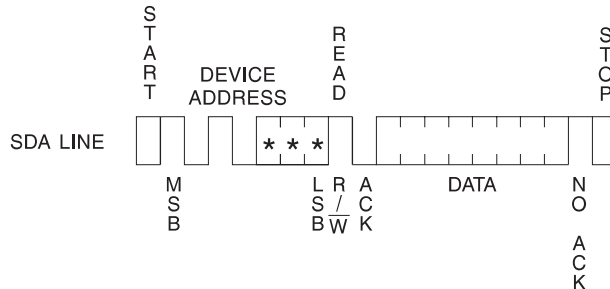 START
DEVICE
ADDRESS
READ
STOP
SDA LINE
* * *
MSB
LSB
R/W̅
ACK
DATA
NO ACK